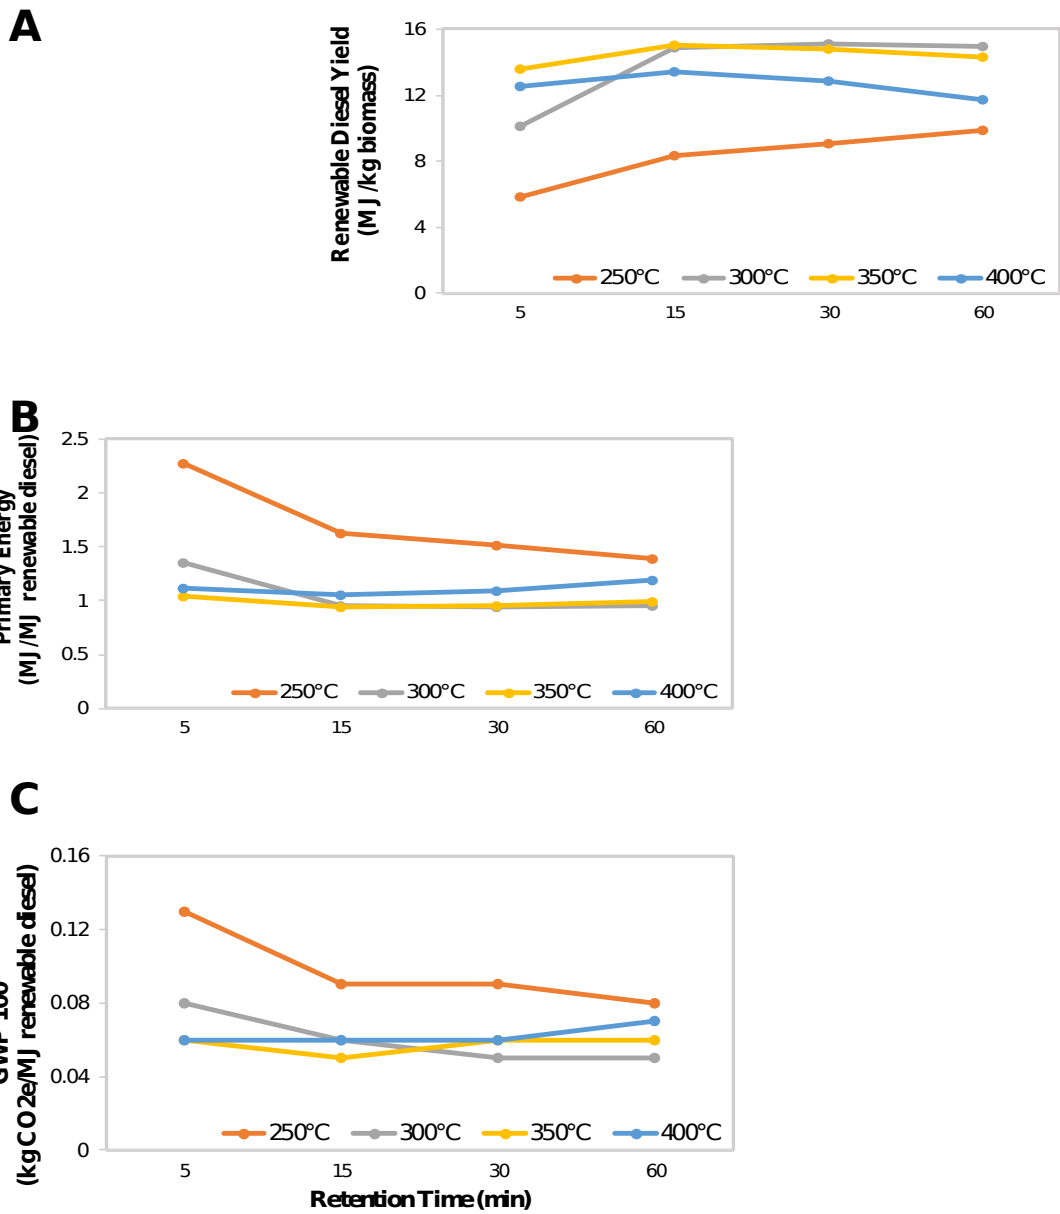 A
Renewable Diesel Yield
(MJ/kg biomass)
16
12
8
4
0
250°C 300°C 350°C 400°C
5 15 30 60
B
Primary Energy
(MJ/MJ renewable diesel)
2.5
2
1.5
1
0.5
0
250°C 300°C 350°C 400°C
5 15 30 60
C
GWP 100
(kgCO2e/MJ renewable diesel)
0.16
0.12
0.08
0.04
0
250°C 300°C 350°C 400°C
5 15 30 60
Retention Time (min)